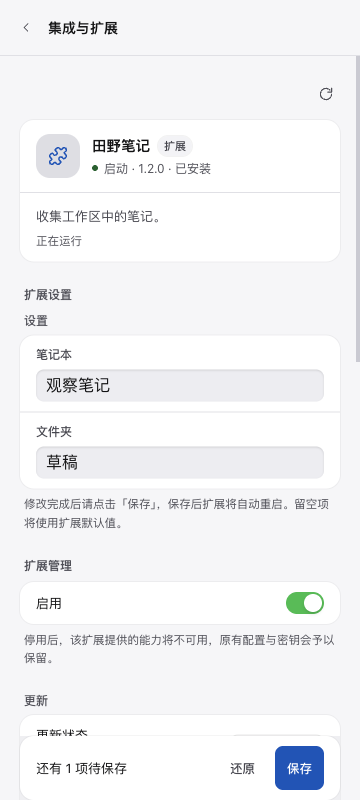 集成与扩展
田野笔记 扩展
启动 · 1.2.0 · 已安装
收集工作区中的笔记。
正在运行
扩展设置
设置
笔记本
观察笔记
文件夹
草稿
修改完成后请点击「保存」，保存后扩展将自动重启。留空项
将使用扩展默认值。
扩展管理
启用
停用后，该扩展提供的能力将不可用，原有配置与密钥会予以
保留。
更新
更新状态
还有 1 项待保存
还原
保存